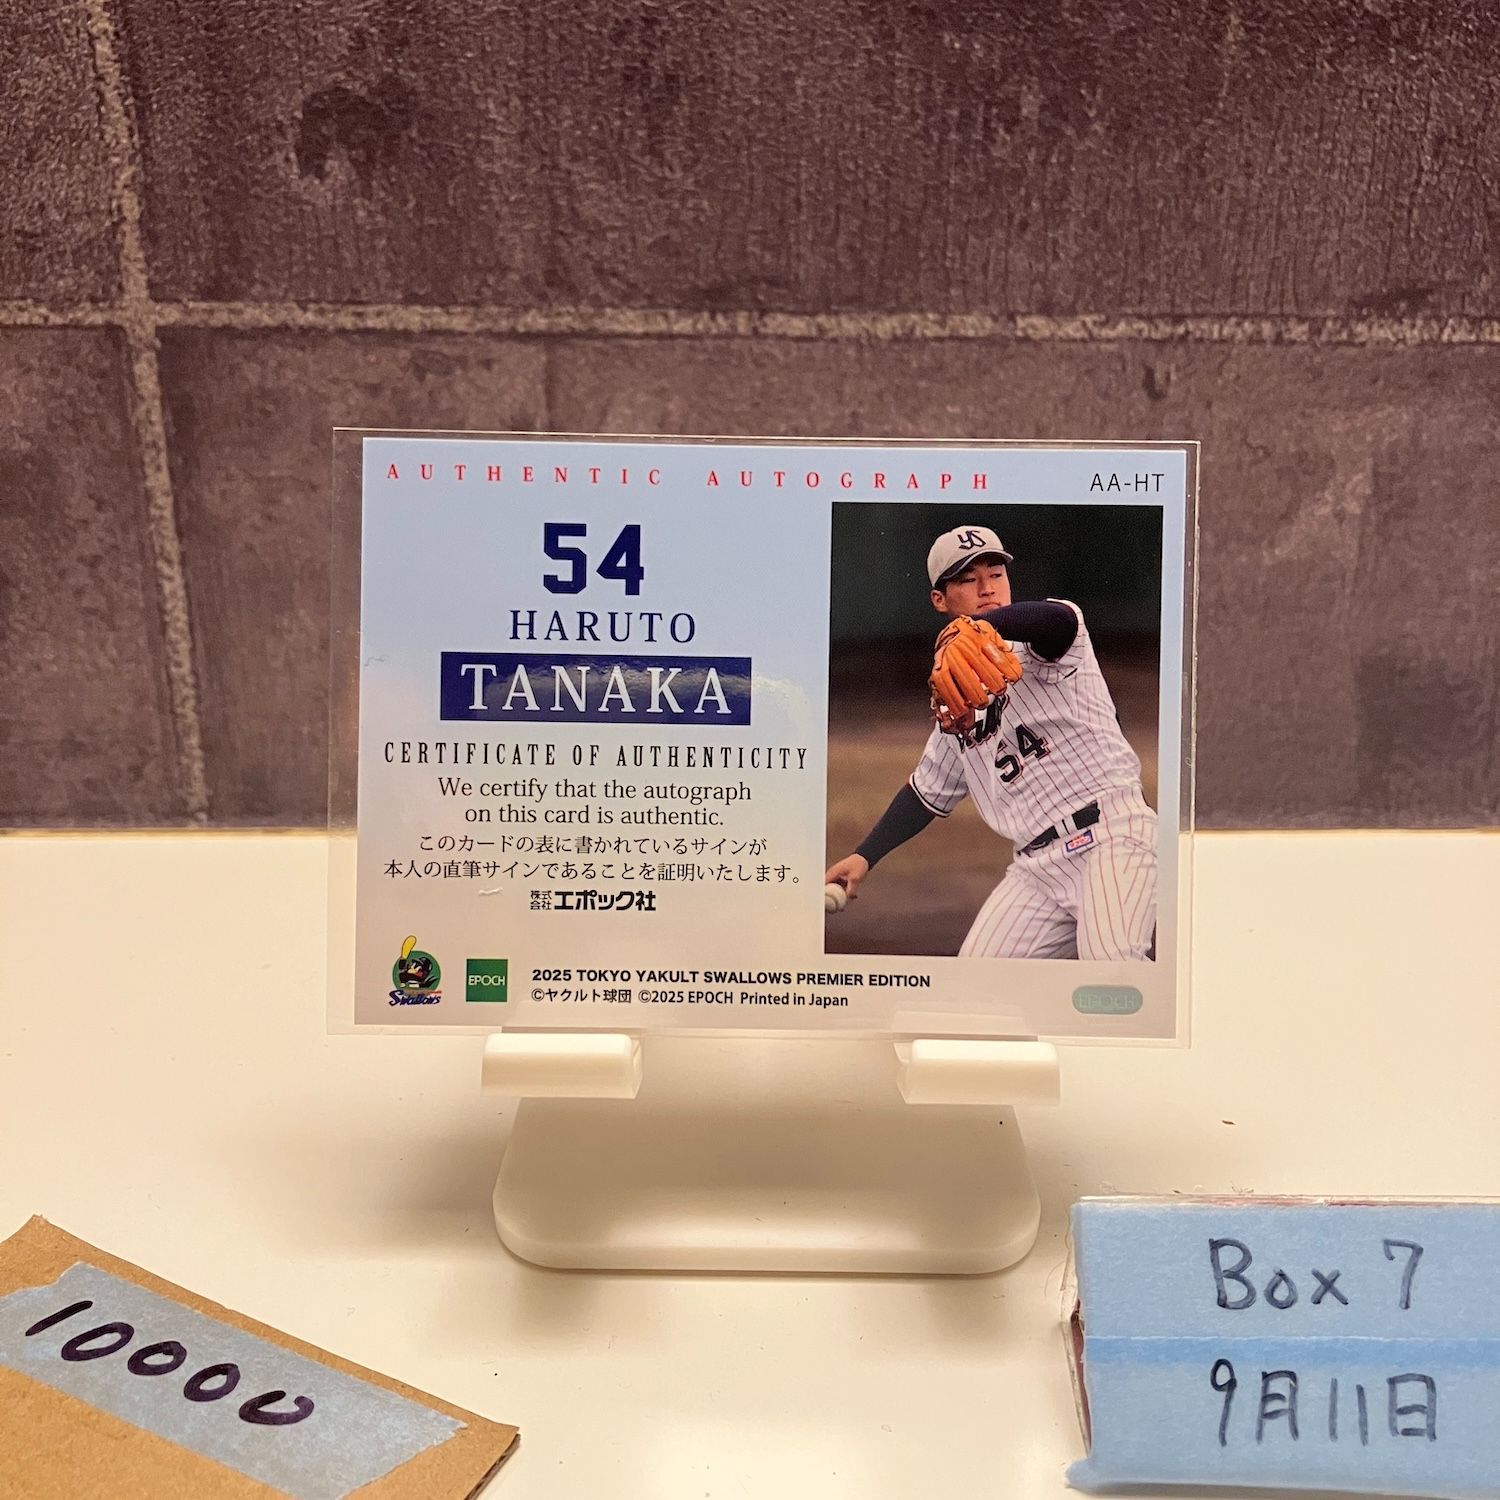 AUTHENTIC AUTOGRAPH
AA-HT
54
HARUTO
TANAKA
CERTIFICATE OF AUTHENTICITY
We certify that the autograph
on this card is authentic.
このカードの表に書かれているサインが
本人の直筆サインであることを証明いたします。
株式会社エポック社
YS
54
Swallows
EPOCH
2025 TOKYO YAKULT SWALLOWS PREMIER EDITION
©ヤクルト球団 ©2025 EPOCH Printed in Japan
EPOCH
10000
Box 7
9月11日